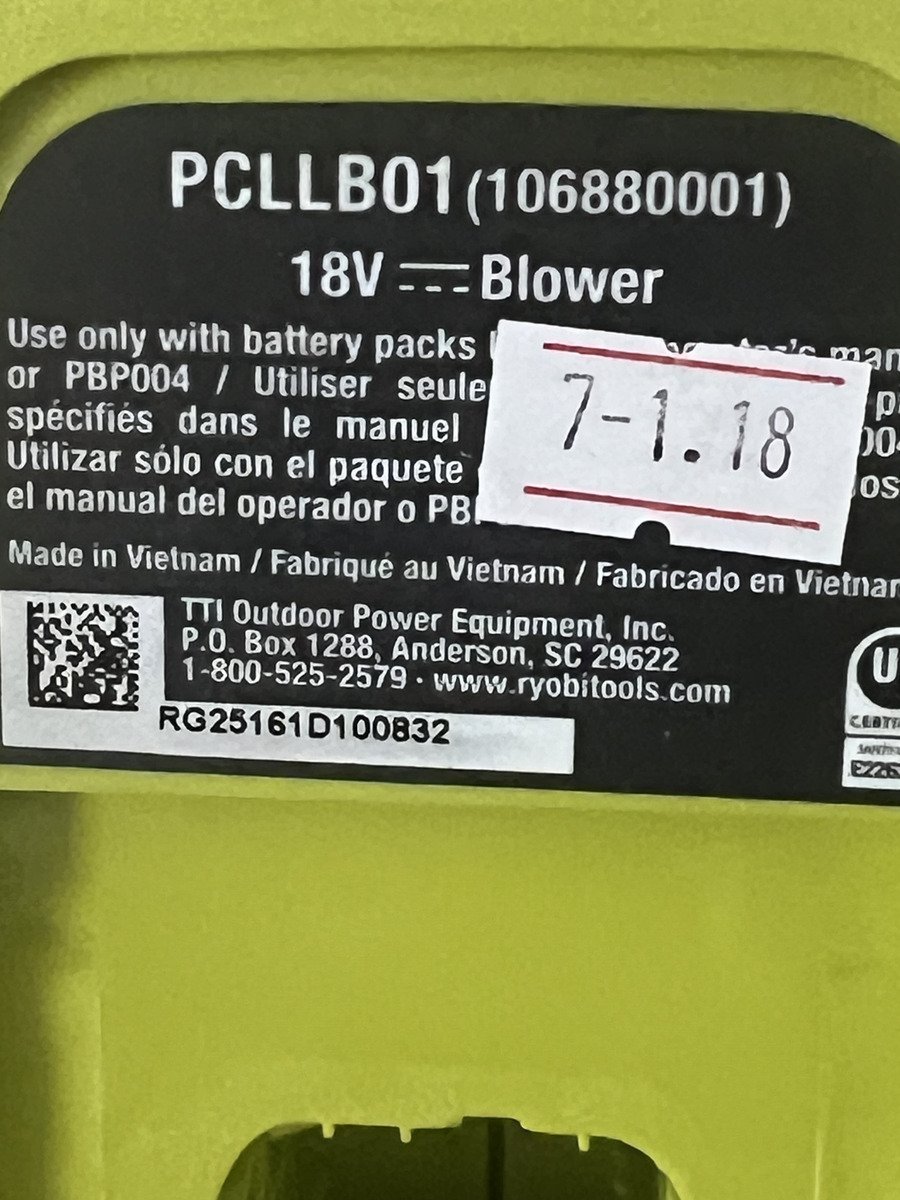 PCLLB01 (106880001)
18V Blower
Use only with battery packs man
or PBP004 / Utiliser seule
spécifiés dans le manuel
Utilizar sólo con el paquete
el manual del operador o
7-1.18
Made in Vietnam / Fabriqué au Vietnam / Fabricado en Vietnam
TTI Outdoor Power Equipment, Inc.
P.O. Box 1288, Anderson, SC 29622
1-800-525-2579 · www.ryobitools.com
RG25161D100832